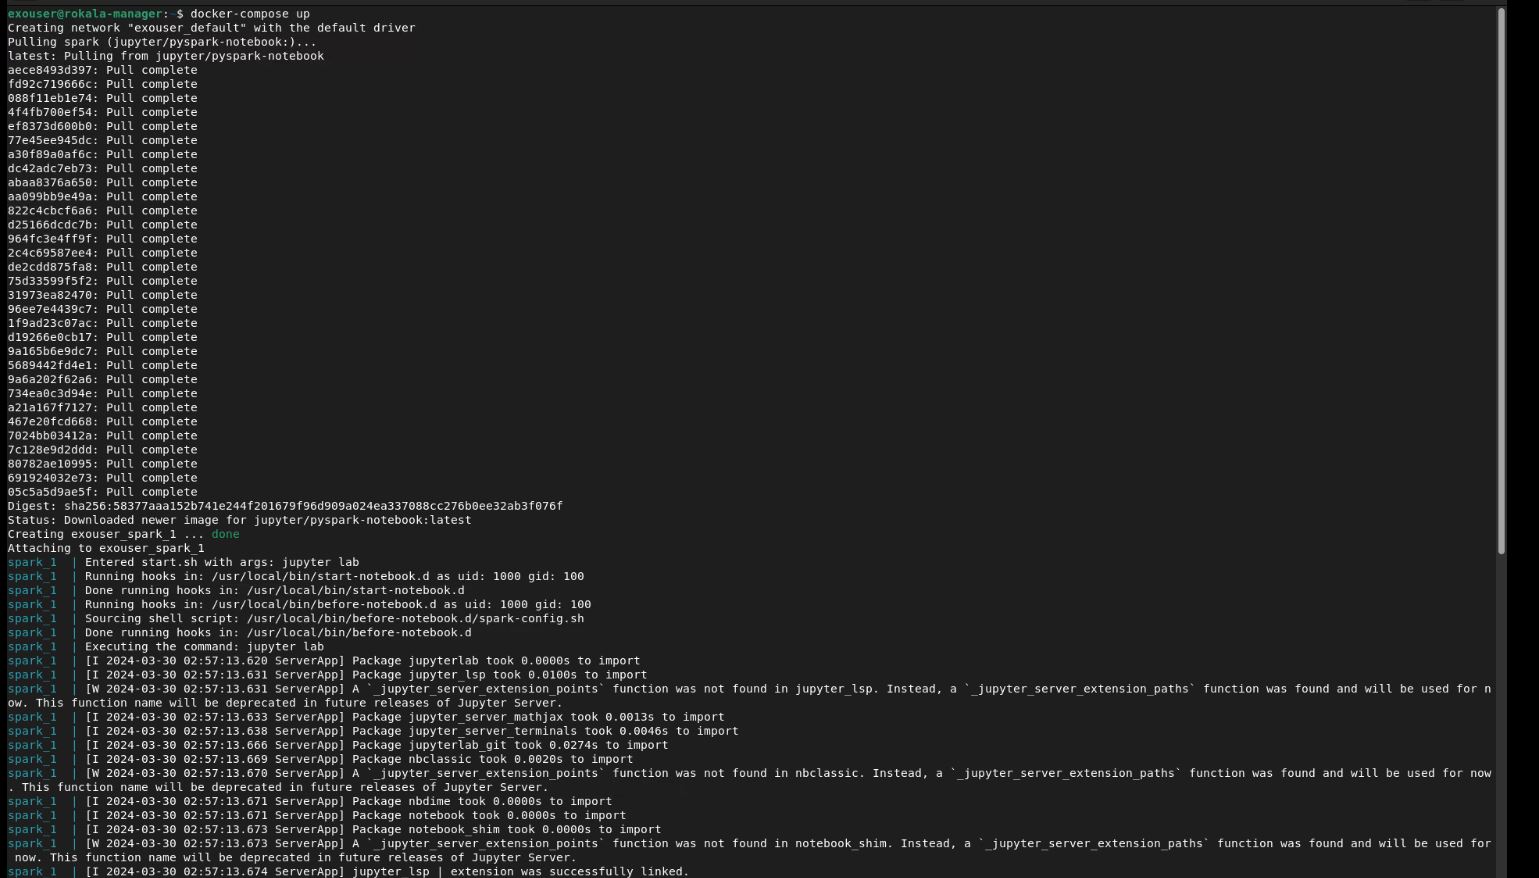 exouser@rokala-manager:~$ docker-compose up
Creating network "exouser_default" with the default driver
Pulling spark (jupyter/pyspark-notebook:)...
latest: Pulling from jupyter/pyspark-notebook
aece8493d397: Pull complete
fd92c719666c: Pull complete
088f11eb1e74: Pull complete
4f4fb700ef54: Pull complete
ef8373d600b0: Pull complete
77e45ee945dc: Pull complete
a30f89a0af6c: Pull complete
dc42adc7eb73: Pull complete
abaa8376a650: Pull complete
aa099bb9e49a: Pull complete
822c4cbcf6a6: Pull complete
d25166dcdc7b: Pull complete
964fc3e4ff9f: Pull complete
2c4c69587ee4: Pull complete
de2cdd875fa8: Pull complete
75d33599f5f2: Pull complete
31973ea82470: Pull complete
96ee7e4439c7: Pull complete
1f9ad23c07ac: Pull complete
d19266e0cb17: Pull complete
9a165b6e9dc7: Pull complete
5689442fd4e1: Pull complete
9a6a202f62a6: Pull complete
734ea0c3d94e: Pull complete
a21a167f7127: Pull complete
467e20fcd668: Pull complete
7024bb03412a: Pull complete
7c128e9d2ddd: Pull complete
80782ae10995: Pull complete
691924032e73: Pull complete
05c5a5d9ae5f: Pull complete
Digest: sha256:58377aaa152b741e244f201679f96d909a024ea337088cc276b0ee32ab3f076f
Status: Downloaded newer image for jupyter/pyspark-notebook:latest
Creating exouser_spark_1 ... done
Attaching to exouser_spark_1
spark_1  | Entered start.sh with args: jupyter lab
spark_1  | Running hooks in: /usr/local/bin/start-notebook.d as uid: 1000 gid: 100
spark_1  | Done running hooks in: /usr/local/bin/start-notebook.d
spark_1  | Running hooks in: /usr/local/bin/before-notebook.d as uid: 1000 gid: 100
spark_1  | Sourcing shell script: /usr/local/bin/before-notebook.d/spark-config.sh
spark_1  | Done running hooks in: /usr/local/bin/before-notebook.d
spark_1  | Executing the command: jupyter lab
spark_1  | [I 2024-03-30 02:57:13.620 ServerApp] Package jupyterlab took 0.0000s to import
spark_1  | [I 2024-03-30 02:57:13.631 ServerApp] Package jupyter_lsp took 0.0100s to import
spark_1  | [W 2024-03-30 02:57:13.631 ServerApp] A `_jupyter_server_extension_points` function was not found in jupyter_lsp. Instead, a `_jupyter_server_extension_paths` function was found and will be used for n
ow. This function name will be deprecated in future releases of Jupyter Server.
spark_1  | [I 2024-03-30 02:57:13.633 ServerApp] Package jupyter_server_mathjax took 0.0013s to import
spark_1  | [I 2024-03-30 02:57:13.638 ServerApp] Package jupyter_server_terminals took 0.0046s to import
spark_1  | [I 2024-03-30 02:57:13.666 ServerApp] Package jupyterlab_git took 0.0274s to import
spark_1  | [I 2024-03-30 02:57:13.669 ServerApp] Package nbclassic took 0.0020s to import
spark_1  | [W 2024-03-30 02:57:13.670 ServerApp] A `_jupyter_server_extension_points` function was not found in nbclassic. Instead, a `_jupyter_server_extension_paths` function was found and will be used for now
. This function name will be deprecated in future releases of Jupyter Server.
spark_1  | [I 2024-03-30 02:57:13.671 ServerApp] Package nbdime took 0.0000s to import
spark_1  | [I 2024-03-30 02:57:13.671 ServerApp] Package notebook took 0.0000s to import
spark_1  | [I 2024-03-30 02:57:13.673 ServerApp] Package notebook_shim took 0.0000s to import
spark_1  | [W 2024-03-30 02:57:13.673 ServerApp] A `_jupyter_server_extension_points` function was not found in notebook_shim. Instead, a `_jupyter_server_extension_paths` function was found and will be used for
 now. This function name will be deprecated in future releases of Jupyter Server.
spark_1  | [I 2024-03-30 02:57:13.674 ServerApp] jupyter_lsp | extension was successfully linked.